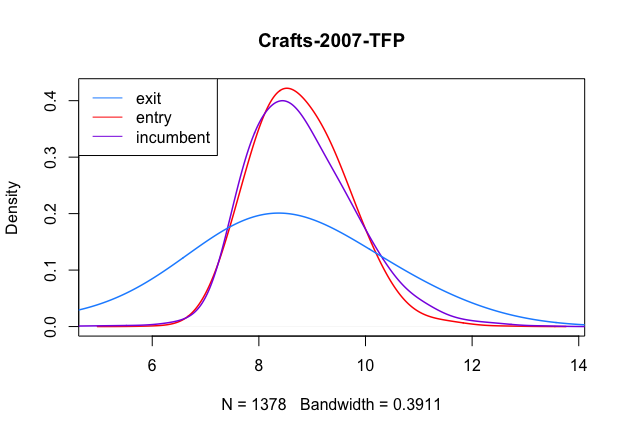 Crafts-2007-TFP
exit
entry
incumbent
Density
0.0
0.1
0.2
0.3
0.4
6 8 10 12 14
N = 1378 Bandwidth = 0.3911